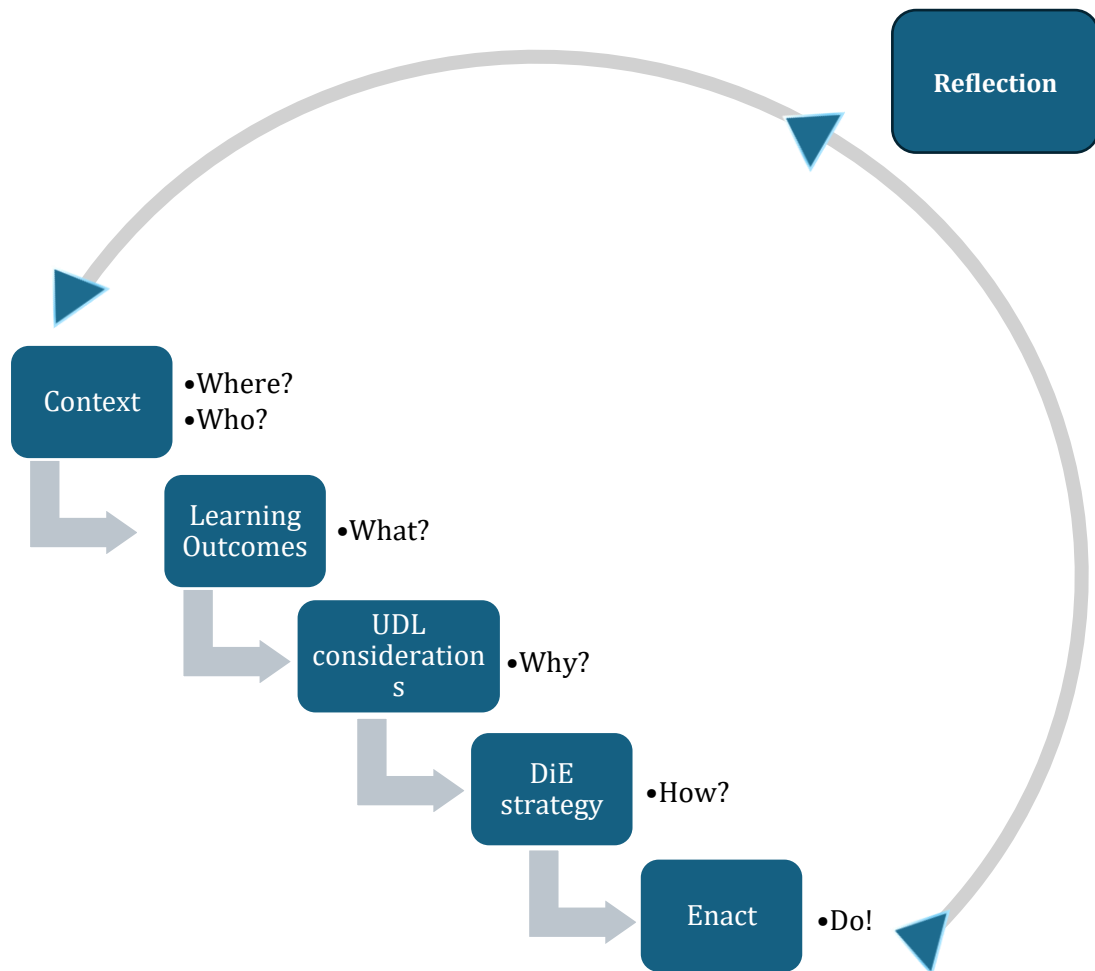 Reflection
Context
•Where?
•Who?
Learning
Outcomes
•What?
UDL
consideration
s
•Why?
DiE
strategy
•How?
Enact
•Do!